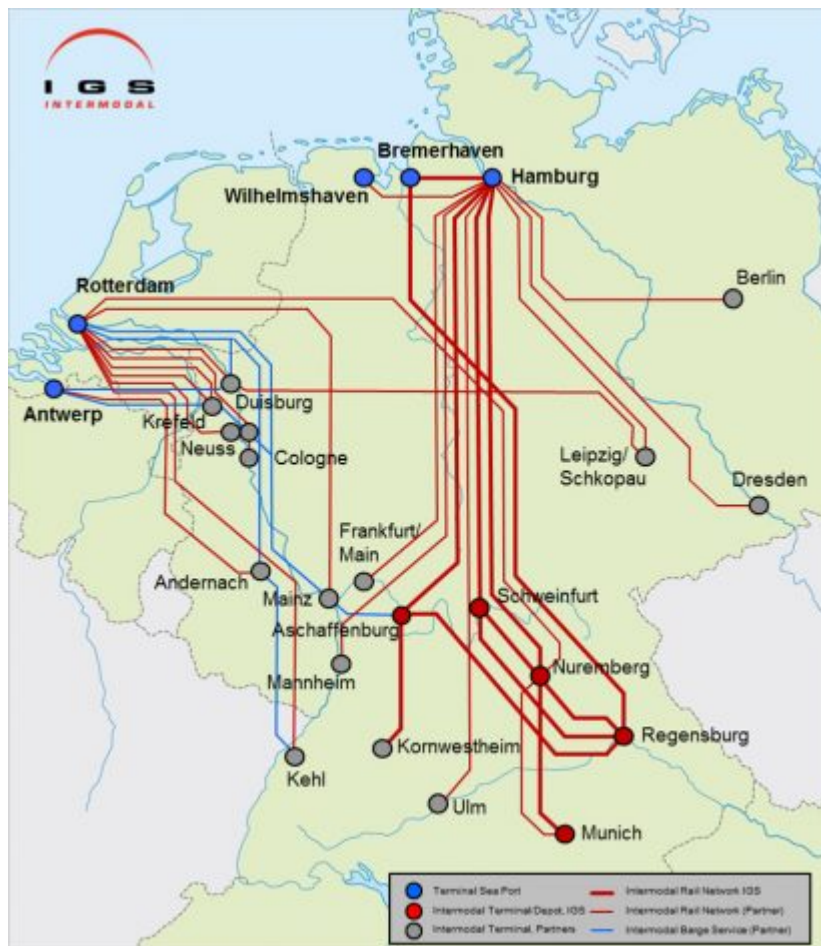 IGS
INTERMODAL
Bremerhaven
Hamburg
Wilhelmshaven
Berlin
Rotterdam
Antwerp
Duisburg
Krefeld
Neuss
Cologne
Leipzig/
Schkopau
Dresden
Frankfurt/
Main
Andernach
Mainz
Schweinfurt
Aschaffenburg
Nuremberg
Mannheim
Regensburg
Kornwestheim
Kehl
Ulm
Munich
Terminal Sea Port
Intermodal Rail Network IGS
Intermodal Terminal/Depot, IGS
Intermodal Rail Network (Partner)
Intermodal Terminal, Partners
Intermodal Barge Service (Partner)